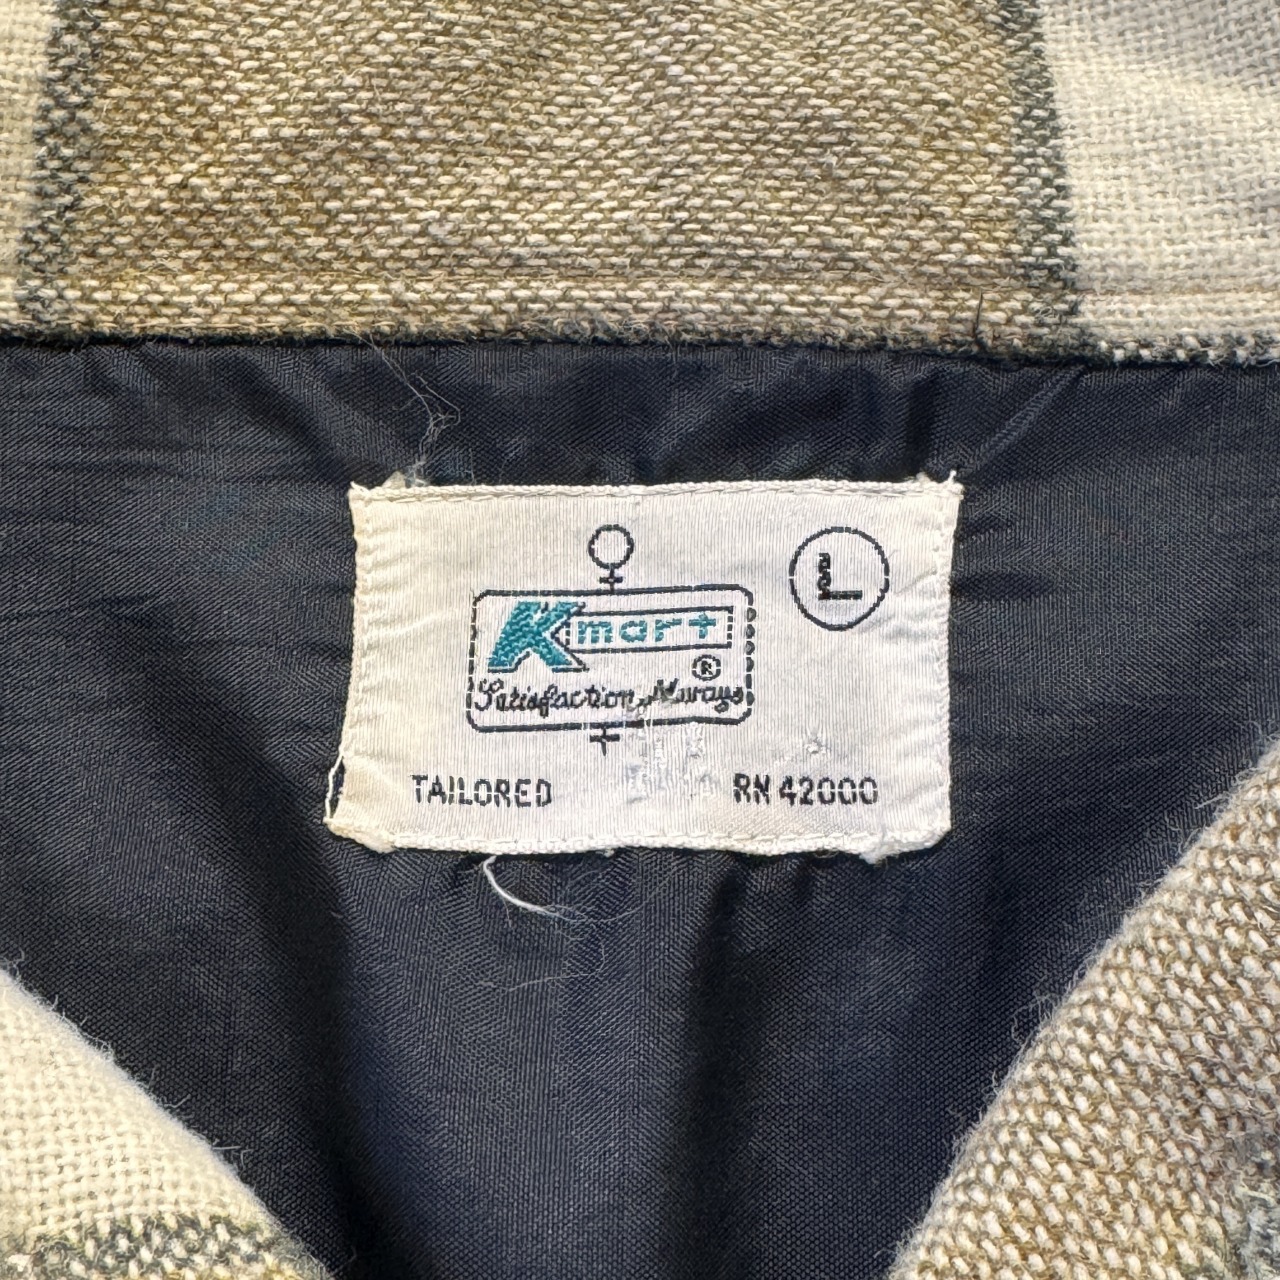 L
Kmart
®
Satisfaction, Always
TAILORED RN 42000